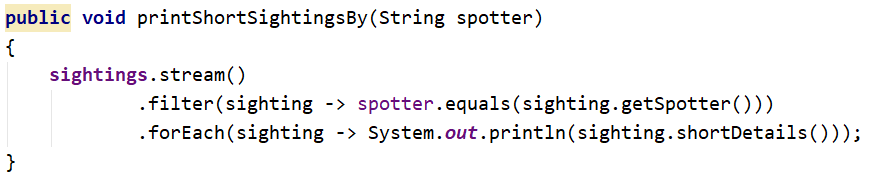 public void printShortSightingsBy(String spotter)
{
    sightings.stream()
            .filter(sighting -> spotter.equals(sighting.getSpotter()))
            .forEach(sighting -> System.out.println(sighting.shortDetails()));
}